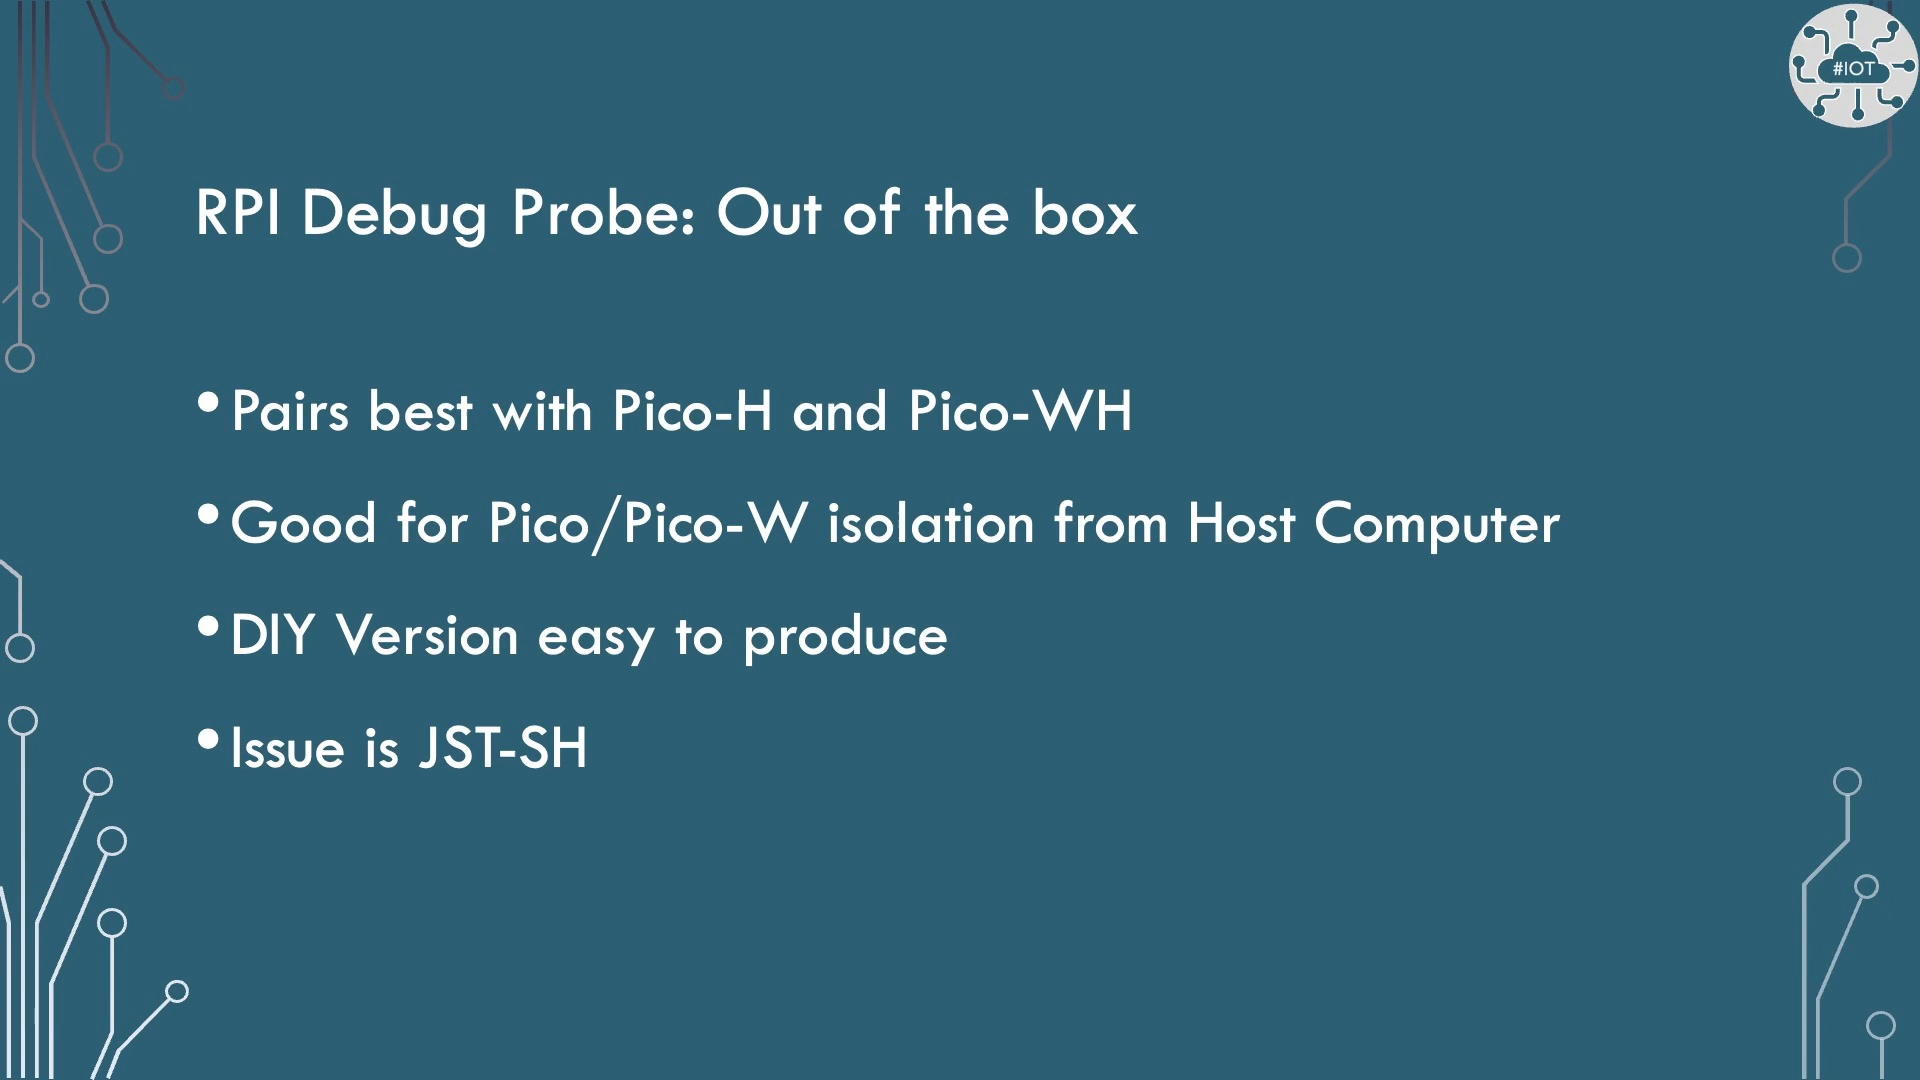 #IOT
RPI Debug Probe: Out of the box
• Pairs best with Pico-H and Pico-WH
• Good for Pico/Pico-W isolation from Host Computer
• DIY Version easy to produce
• Issue is JST-SH